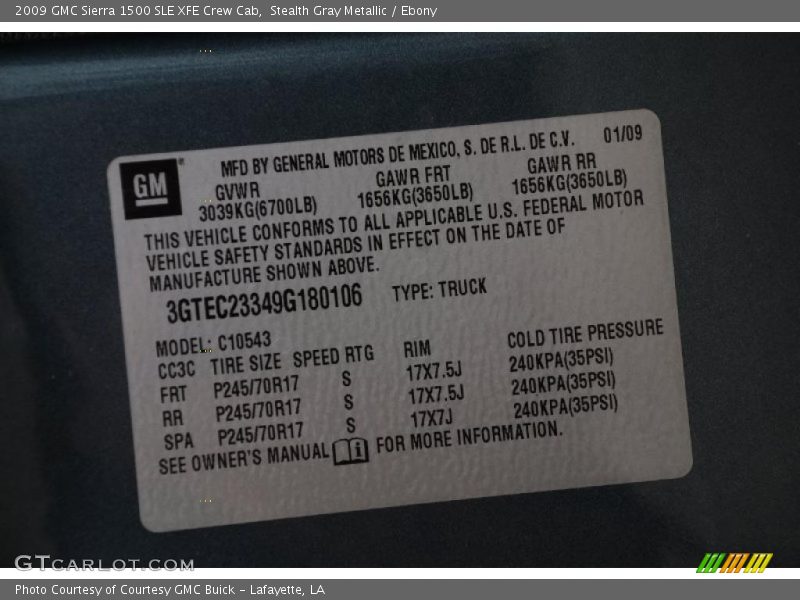 2009 GMC Sierra 1500 SLE XFE Crew Cab,  Stealth Gray Metallic / Ebony
GM
MFD BY GENERAL MOTORS DE MEXICO, S. DE R.L. DE C.V. 01/09
GVWR GAWR FRT GAWR RR
3039KG(6700LB) 1656KG(3650LB) 1656KG(3650LB)
THIS VEHICLE CONFORMS TO ALL APPLICABLE U.S. FEDERAL MOTOR
VEHICLE SAFETY STANDARDS IN EFFECT ON THE DATE OF
MANUFACTURE SHOWN ABOVE.
3GTEC23349G180106 TYPE: TRUCK
MODEL: C10543
CC3C TIRE SIZE SPEED RTG RIM COLD TIRE PRESSURE
FRT P245/70R17 S 17X7.5J 240KPA(35PSI)
RR P245/70R17 S 17X7.5J 240KPA(35PSI)
SPA P245/70R17 S 17X7J 240KPA(35PSI)
SEE OWNER'S MANUAL FOR MORE INFORMATION.
GTCARLOT.COM
Photo Courtesy of Courtesy GMC Buick - Lafayette, LA